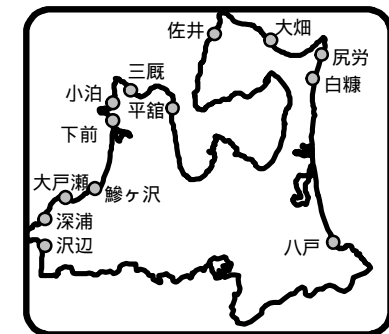 佐井
大畑
尻労
白糠
三厩
小泊
平舘
下前
大戸瀬
鰺ヶ沢
深浦
沢辺
八戸